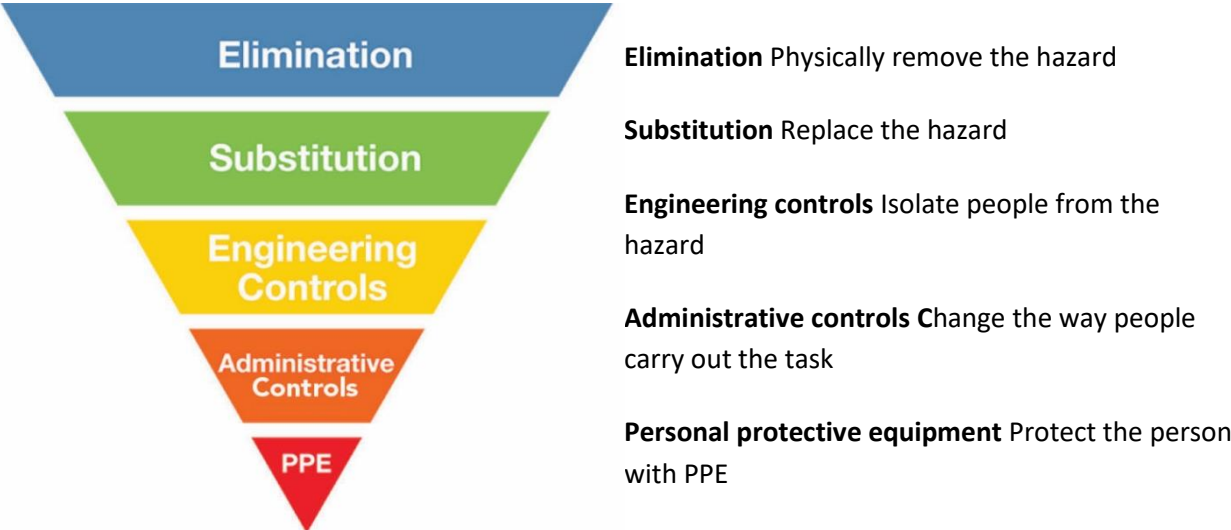 Elimination
Substitution
Engineering
Controls
Administrative
Controls
PPE
Elimination Physically remove the hazard
Substitution Replace the hazard
Engineering controls Isolate people from the
hazard
Administrative controls Change the way people
carry out the task
Personal protective equipment Protect the person
with PPE